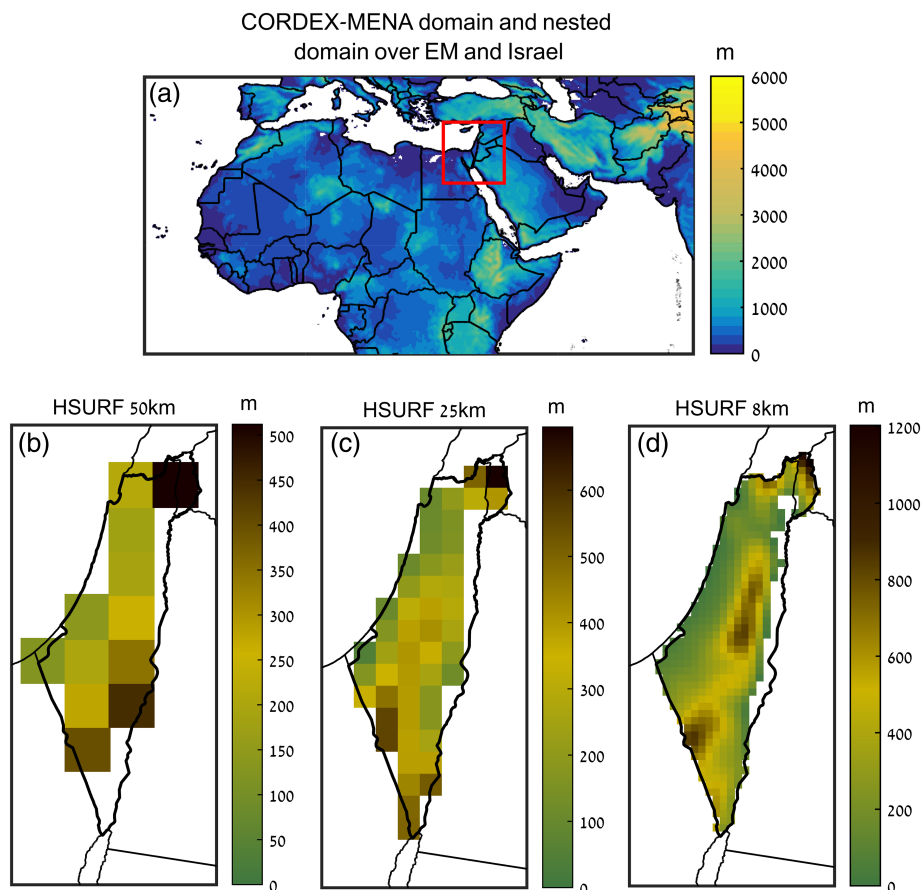 CORDEX-MENA domain and nested
domain over EM and Israel
m
(a)
6000
5000
4000
3000
2000
1000
0
HSURF 50km
m
(b)
500
450
400
350
300
250
200
150
100
50
0
HSURF 25km
m
(c)
600
500
400
300
200
100
0
HSURF 8km
m
(d)
1200
1000
800
600
400
200
0